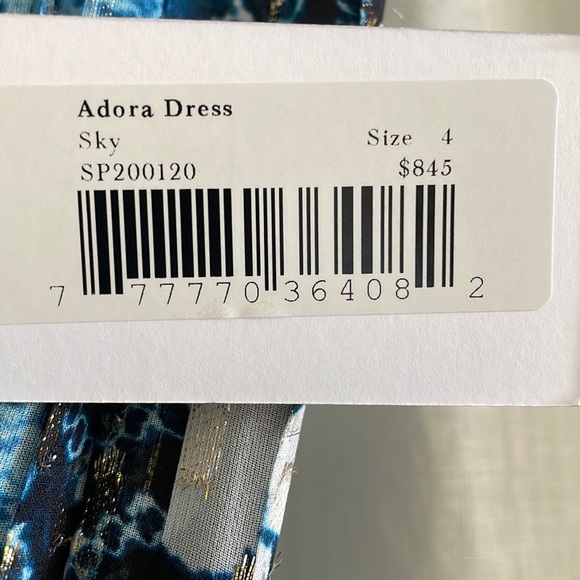 Adora Dress
Sky Size 4
SP200120 $845
7 77770 36408 2